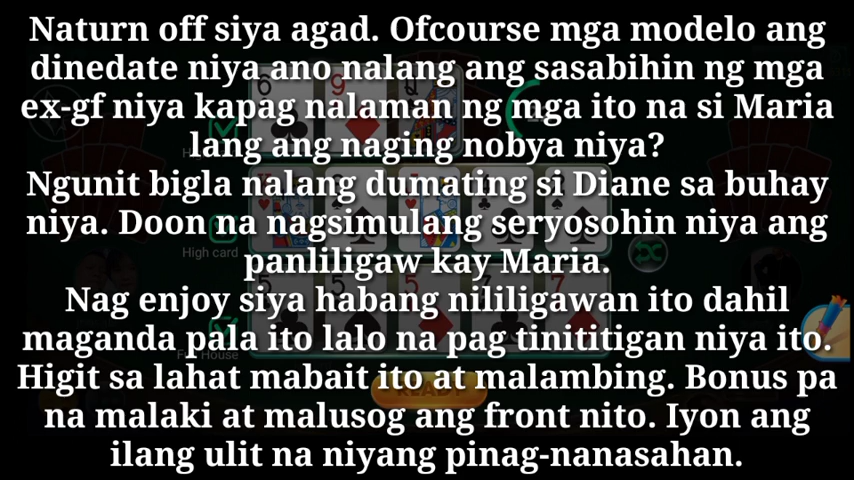 Naturn off siya agad. Ofcourse mga modelo ang
dinedate niya ano nalang ang sasabihin ng mga
ex-gf niya kapag nalaman ng mga ito na si Maria
lang ang naging nobya niya?
Ngunit bigla nalang dumating si Diane sa buhay
niya. Doon na nagsimulang seryosohin niya ang
panliligaw kay Maria.
High card
Nag enjoy siya habang nililigawan ito dahil
maganda pala ito lalo na pag tinititigan niya ito.
House
Higit sa lahat mabait ito at malambing. Bonus pa
READY
na malaki at malusog ang front nito. Iyon ang
ilang ulit na niyang pinag-nanasahan.